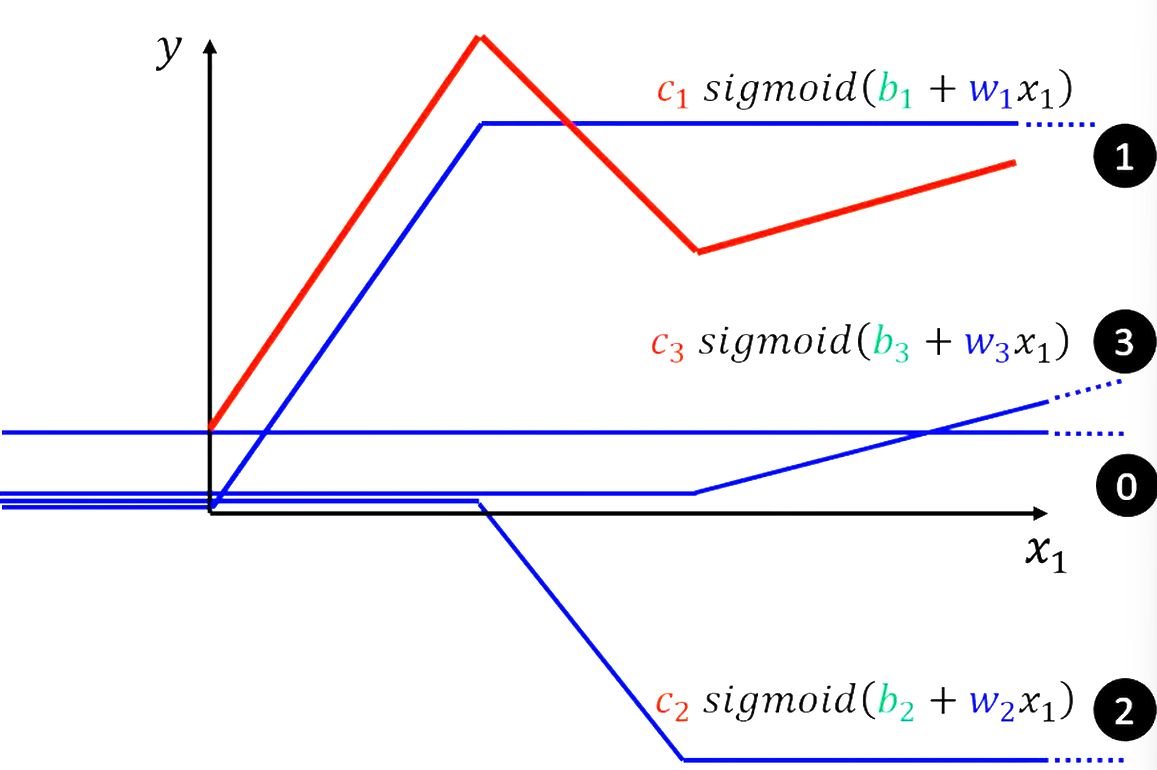 y
c₁ sigmoid(b₁ + w₁x₁)
1
c₃ sigmoid(b₃ + w₃x₁)
3
0
x₁
c₂ sigmoid(b₂ + w₂x₁)
2